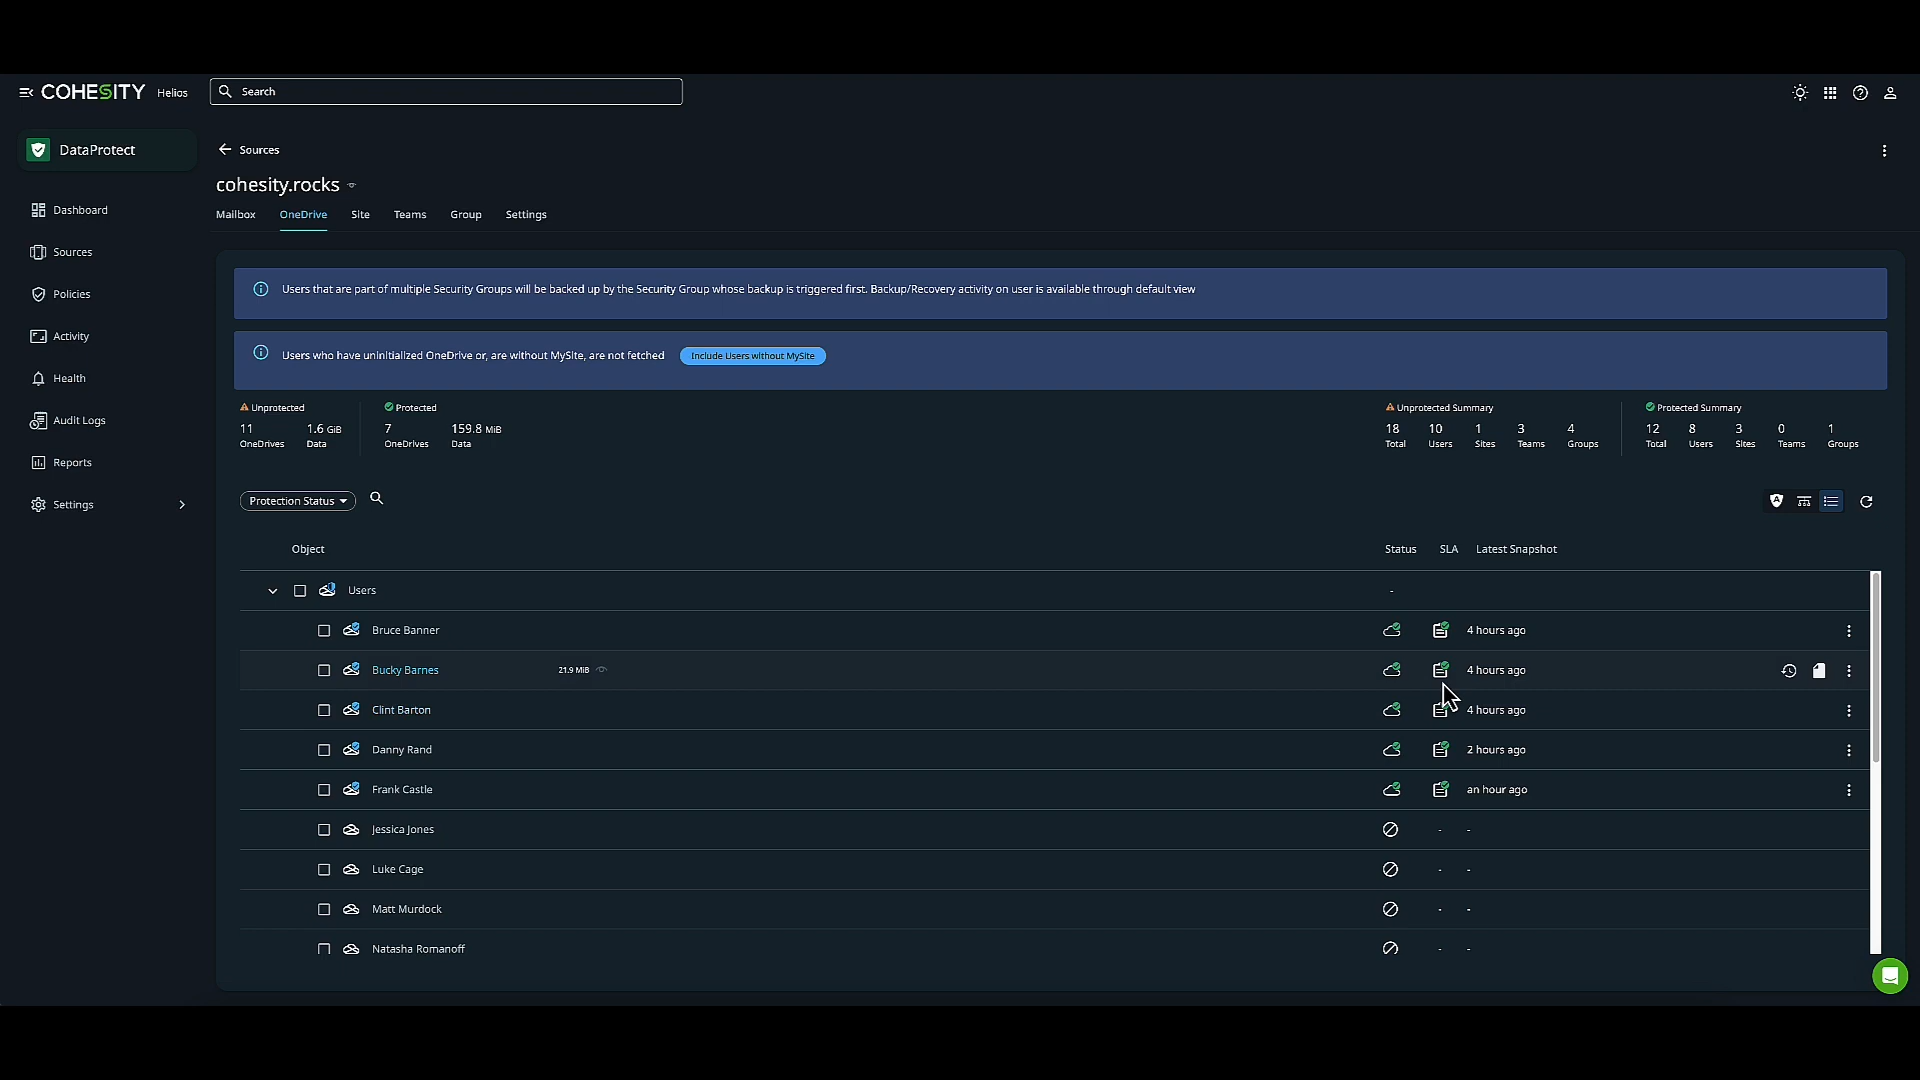 COHESITY Helios
Search
DataProtect
Dashboard
Sources
Policies
Activity
Health
Audit Logs
Reports
Settings
Sources
cohesity.rocks
Mailbox OneDrive Site Teams Group Settings
Users that are part of multiple Security Groups will be backed up by the Security Group whose backup is triggered first. Backup/Recovery activity on user is available through default view
Users who have uninitialized OneDrive or, are without MySite, are not fetched Include Users without MySite
Unprotected Protected Unprotected Summary Protected Summary
11 1.6 GiB 7 159.8 MiB 18 10 1 3 4 12 8 3 0 1
OneDrives Data OneDrives Data Total Users Sites Teams Groups Total Users Sites Teams Groups
Protection Status
Object Status SLA Latest Snapshot
Users -
Bruce Banner 4 hours ago
Bucky Barnes 21.9 MiB 4 hours ago
Clint Barton 4 hours ago
Danny Rand 2 hours ago
Frank Castle an hour ago
Jessica Jones - -
Luke Cage - -
Matt Murdock - -
Natasha Romanoff - -